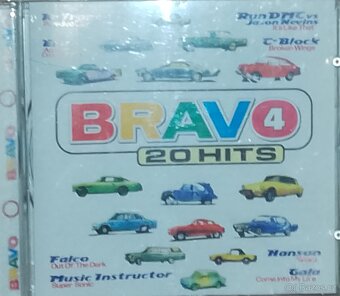 Run DMC vs
Jason Nevins
It's Like That
T-Block
Broken Wings
BRAVO 4
20 HITS
BRAVO
BRAVO
Falco
Out Of The Dark
Music Instructor
Super Sonic
Hanson
Gala
Come Into My Life